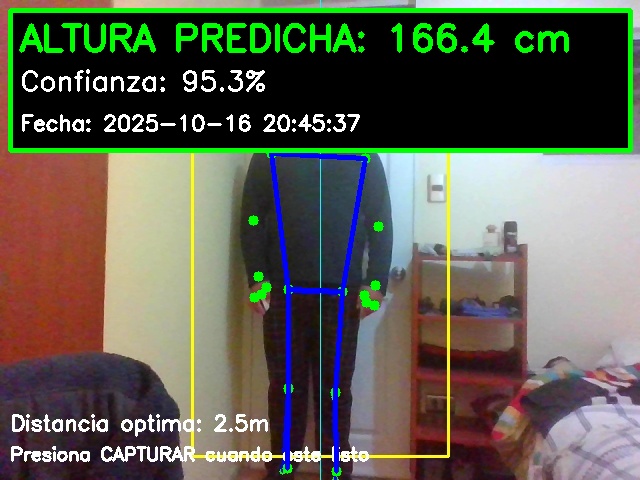 ALTURA PREDICHA: 166.4 cm
Confianza: 95.3%
Fecha: 2025-10-16 20:45:37
Distancia optima: 2.5m
Presiona CAPTURAR cuando este listo